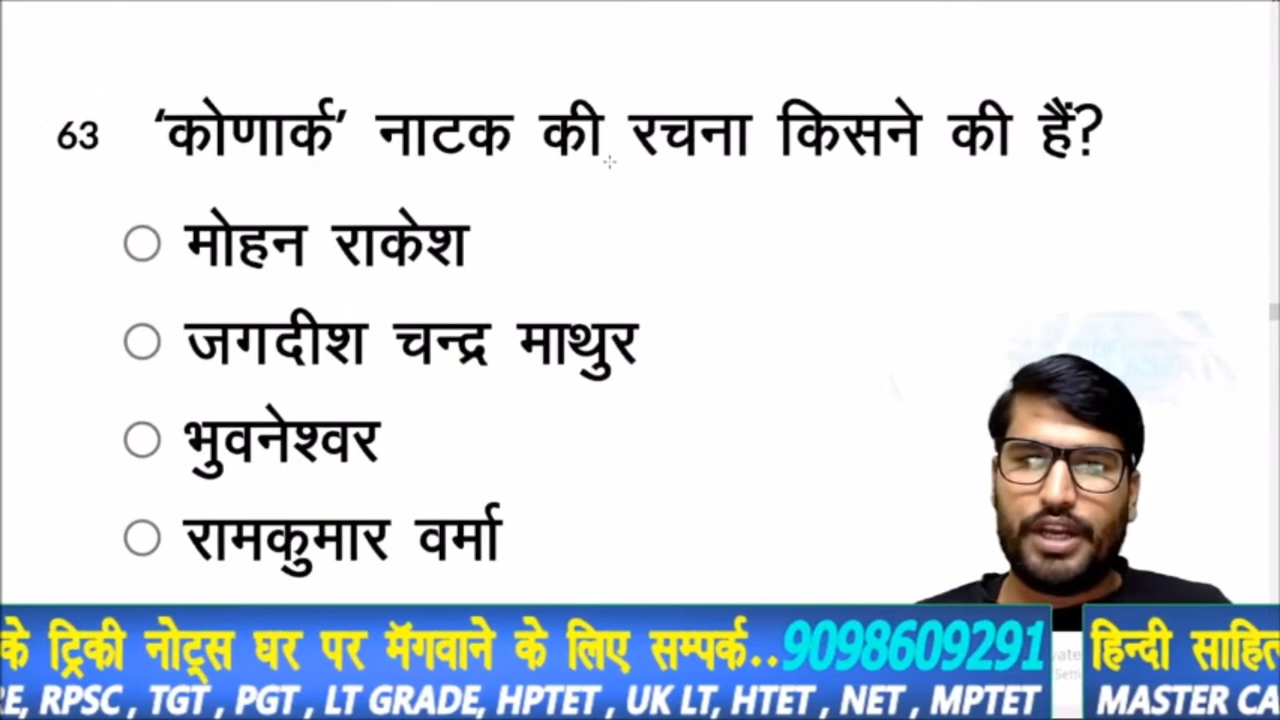 63 ‘कोणार्क’ नाटक की रचना किसने की हैं?
मोहन राकेश
जगदीश चन्द्र माथुर
भुवनेश्वर
रामकुमार वर्मा
के ट्रिकी नोट्स घर पर मॅगवाने के लिए सम्पर्क..9098609291
हिन्दी
RPSC , TGT , PGT , LT GRADE, HPTET , UK LT, HTET , NET , MPTET
MASTER